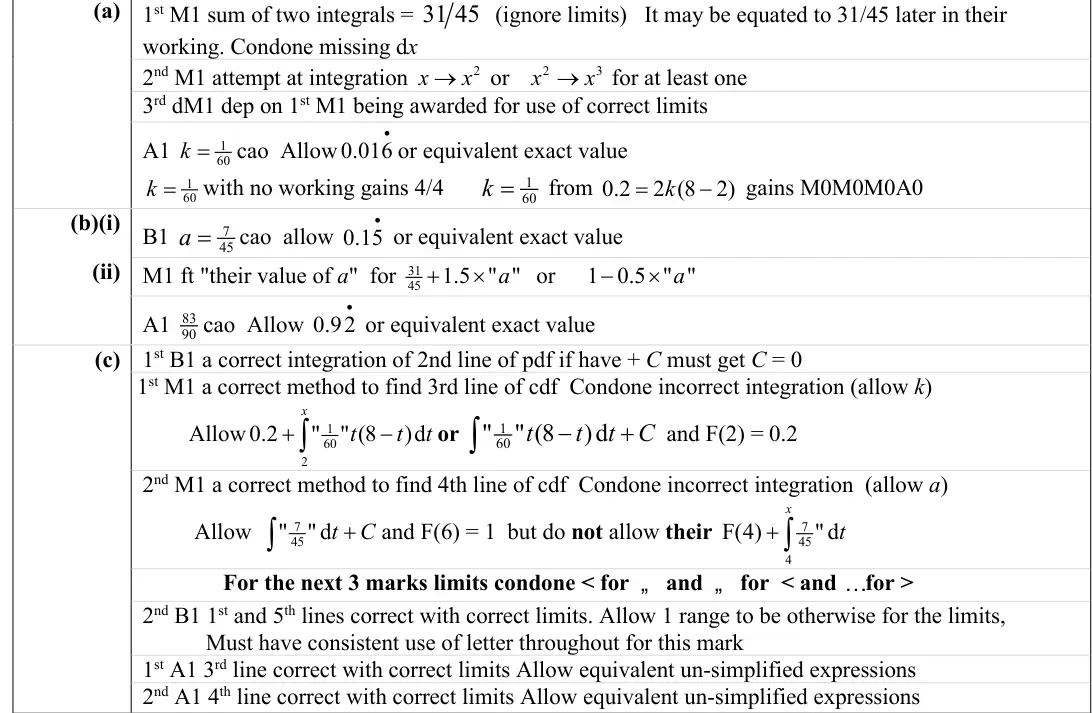 (a) 1st M1 sum of two integrals = 31/45 (ignore limits) It may be equated to 31/45 later in their
working. Condone missing dx
2nd M1 attempt at integration x → x² or x² → x³ for at least one
3rd dM1 dep on 1st M1 being awarded for use of correct limits
A1 k = 1/60 cao Allow 0.016̇ or equivalent exact value
k = 1/60 with no working gains 4/4 k = 1/60 from 0.2 = 2k(8 − 2) gains M0M0M0A0
(b)(i) B1 a = 7/45 cao allow 0.15̇ or equivalent exact value
(ii) M1 ft "their value of a" for 31/45 + 1.5 × "a" or 1 − 0.5 × "a"
A1 83/90 cao Allow 0.92̇ or equivalent exact value
(c) 1st B1 a correct integration of 2nd line of pdf if have + C must get C = 0
1st M1 a correct method to find 3rd line of cdf Condone incorrect integration (allow k)
Allow 0.2 + ∫₂ˣ "1/60" t(8 − t) dt or ∫ "1/60" t(8 − t) dt + C and F(2) = 0.2
2nd M1 a correct method to find 4th line of cdf Condone incorrect integration (allow a)
Allow ∫ "7/45" dt + C and F(6) = 1 but do not allow their F(4) + ∫₄ˣ "7/45" dt
For the next 3 marks limits condone < for „ and „ for < and …for >
2nd B1 1st and 5th lines correct with correct limits. Allow 1 range to be otherwise for the limits,
Must have consistent use of letter throughout for this mark
1st A1 3rd line correct with correct limits Allow equivalent un-simplified expressions
2nd A1 4th line correct with correct limits Allow equivalent un-simplified expressions